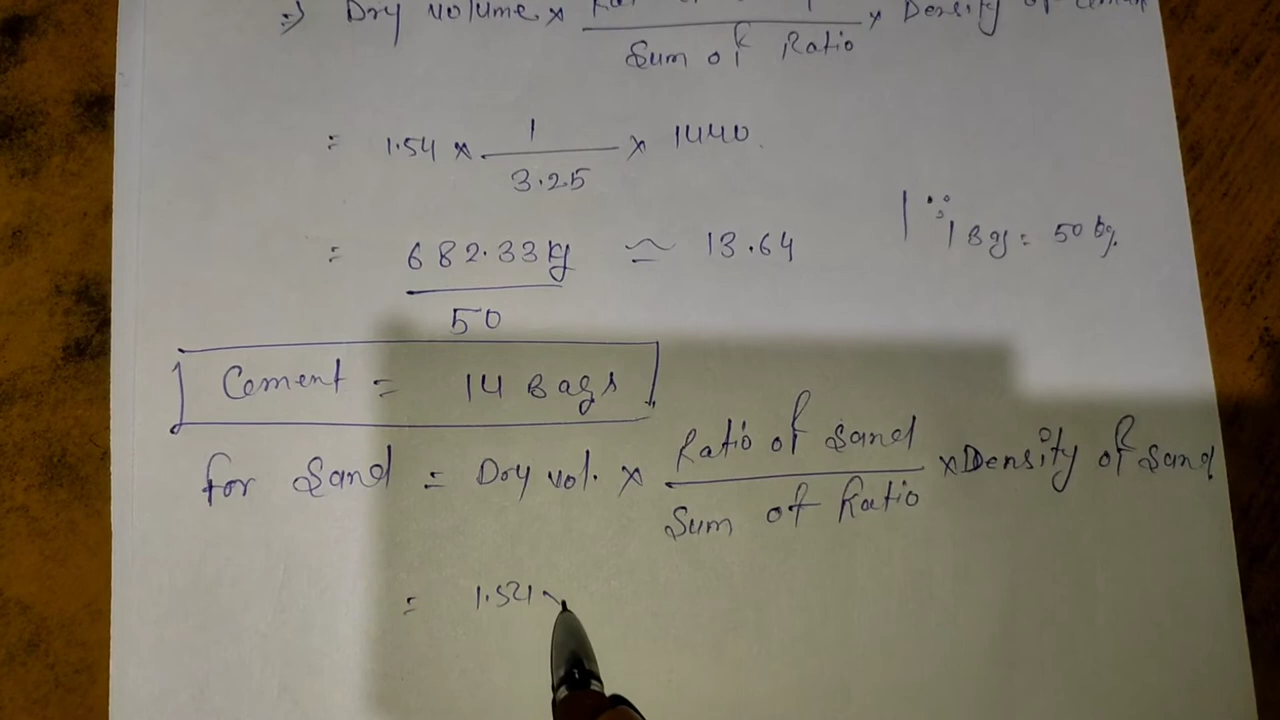 => Dry volume x
Sum of Ratio x Density of Cement
= 1.54 x 1 / 3.25 x 1440.
= 682.33 kg / 50 ≃ 13.64
1 Bag = 50 kg.
Cement = 14 Bags
for Sand = Dry vol. x Ratio of Sand / Sum of Ratio x Density of Sand
= 1.54 x